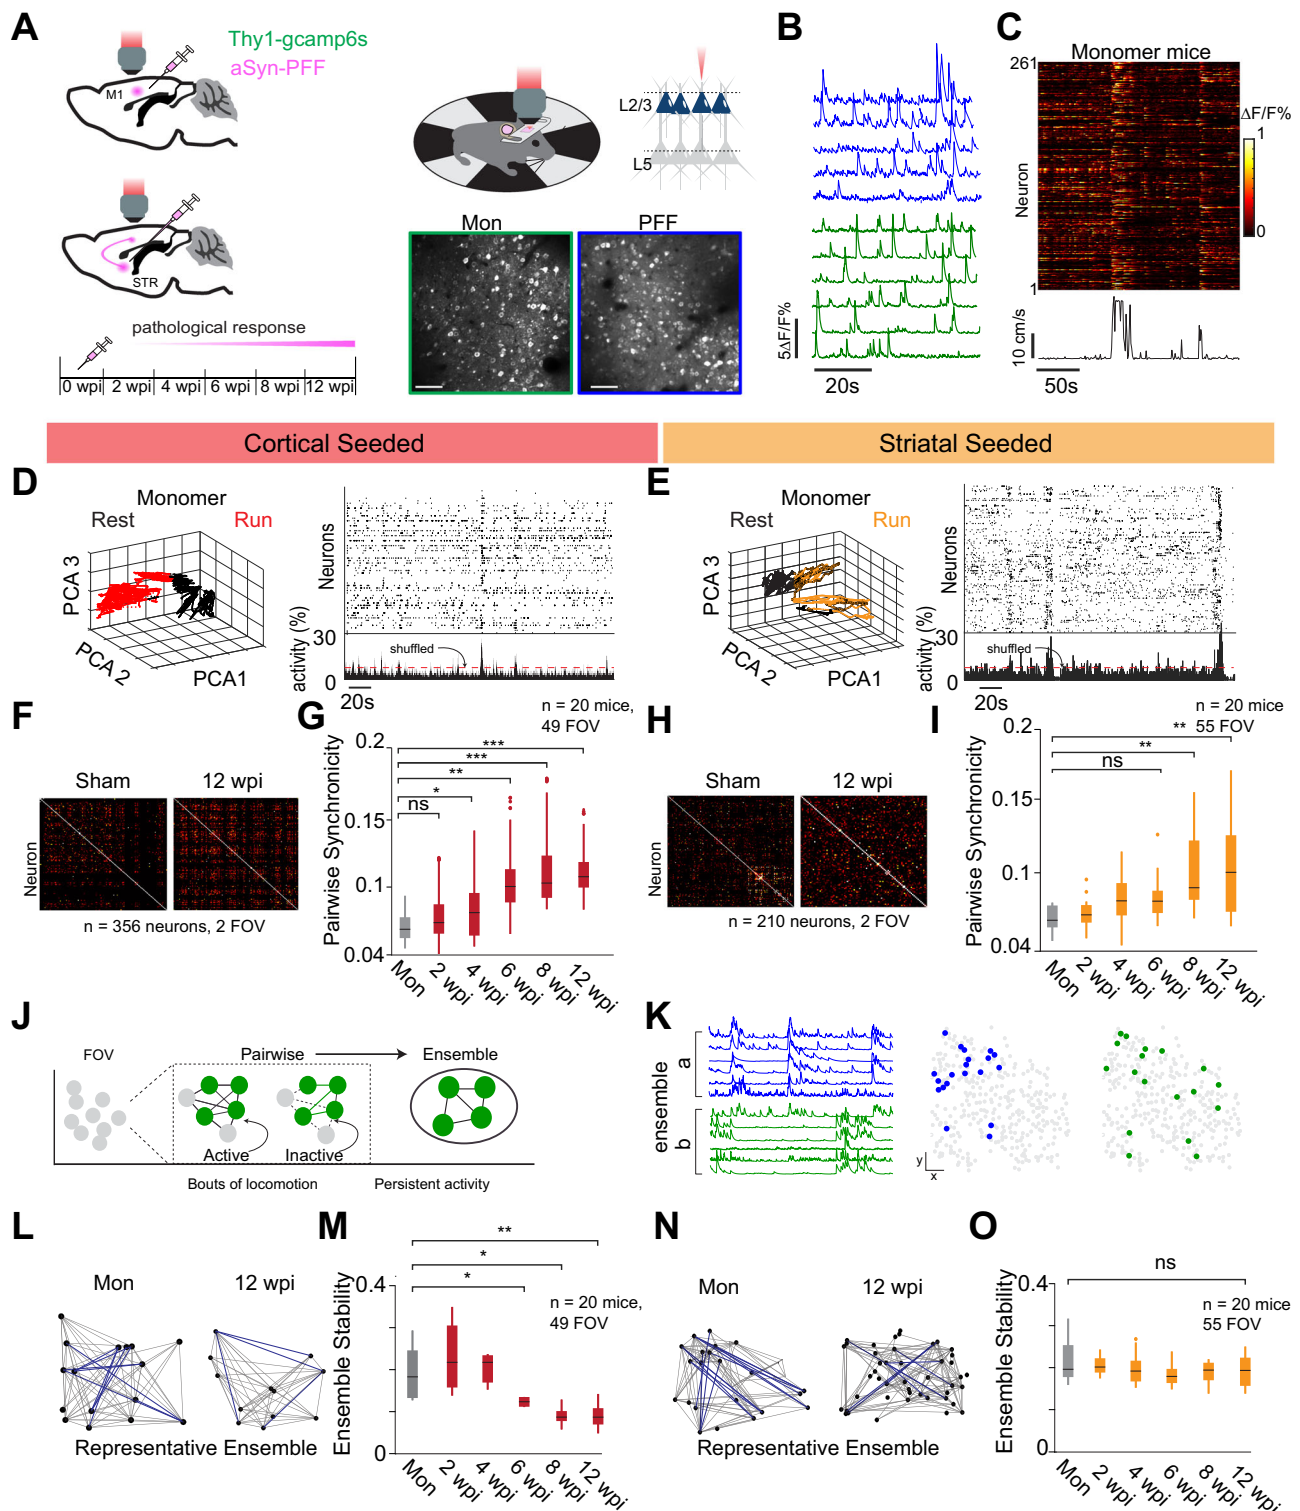 A
Thy1-gcamp6s
aSyn-PFF
M1
STR
pathological response
0 wpi 2 wpi 4 wpi 6 wpi 8 wpi 12 wpi
L2/3
L5
Mon PFF
B
5ΔF/F%
20s
C
Monomer mice
261
Neuron
1
ΔF/F%
1
0
10 cm/s
50s
Cortical Seeded
Striatal Seeded
D
Monomer
Rest Run
PCA 3
PCA 2
PCA1
Neurons
activity (%)
30
0
shuffled
20s
E
Monomer
Rest Run
PCA 3
PCA 2
PCA1
Neurons
activity (%)
30
0
shuffled
20s
F
Sham 12 wpi
Neuron
n = 356 neurons, 2 FOV
G
n = 20 mice,
49 FOV
Pairwise Synchronicity
0.2
0.15
0.1
0.04
ns
*
**
***
***
Mon 2 wpi 4 wpi 6 wpi 8 wpi 12 wpi
H
Sham 12 wpi
Neuron
n = 210 neurons, 2 FOV
I
n = 20 mice
55 FOV
Pairwise Synchronicity
0.2
0.15
0.1
0.04
ns
**
**
Mon 2 wpi 4 wpi 6 wpi 8 wpi 12 wpi
J
FOV
Pairwise
Ensemble
Active Inactive
Bouts of locomotion
Persistent activity
K
ensemble
a
b
y
x
L
Mon 12 wpi
Representative Ensemble
M
n = 20 mice,
49 FOV
Ensemble Stability
0.4
0
*
*
**
Mon 2 wpi 4 wpi 6 wpi 8 wpi 12 wpi
N
Mon 12 wpi
Representative Ensemble
O
ns
n = 20 mice
55 FOV
Ensemble Stability
0.4
0
Mon 2 wpi 4 wpi 6 wpi 8 wpi 12 wpi